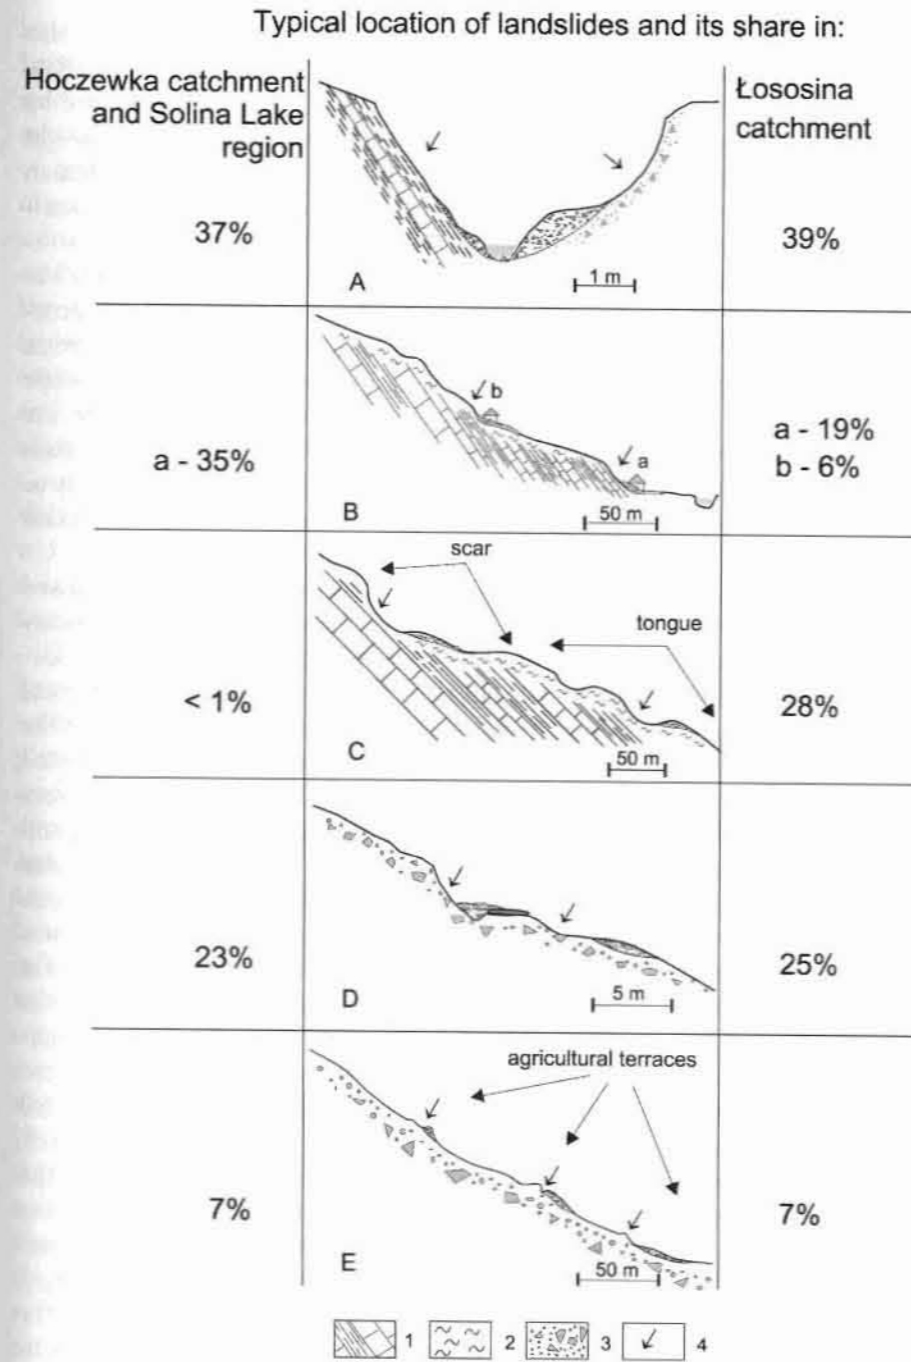 Typical location of landslides and its share in:
Hoczewka catchment
and Solina Lake
region
Łososina
catchment
37%
39%
A
1 m
b
a
a - 35%
a - 19%
b - 6%
B
50 m
scar
tongue
< 1%
28%
C
50 m
23%
25%
D
5 m
agricultural terraces
7%
7%
E
50 m
1
2
3
4